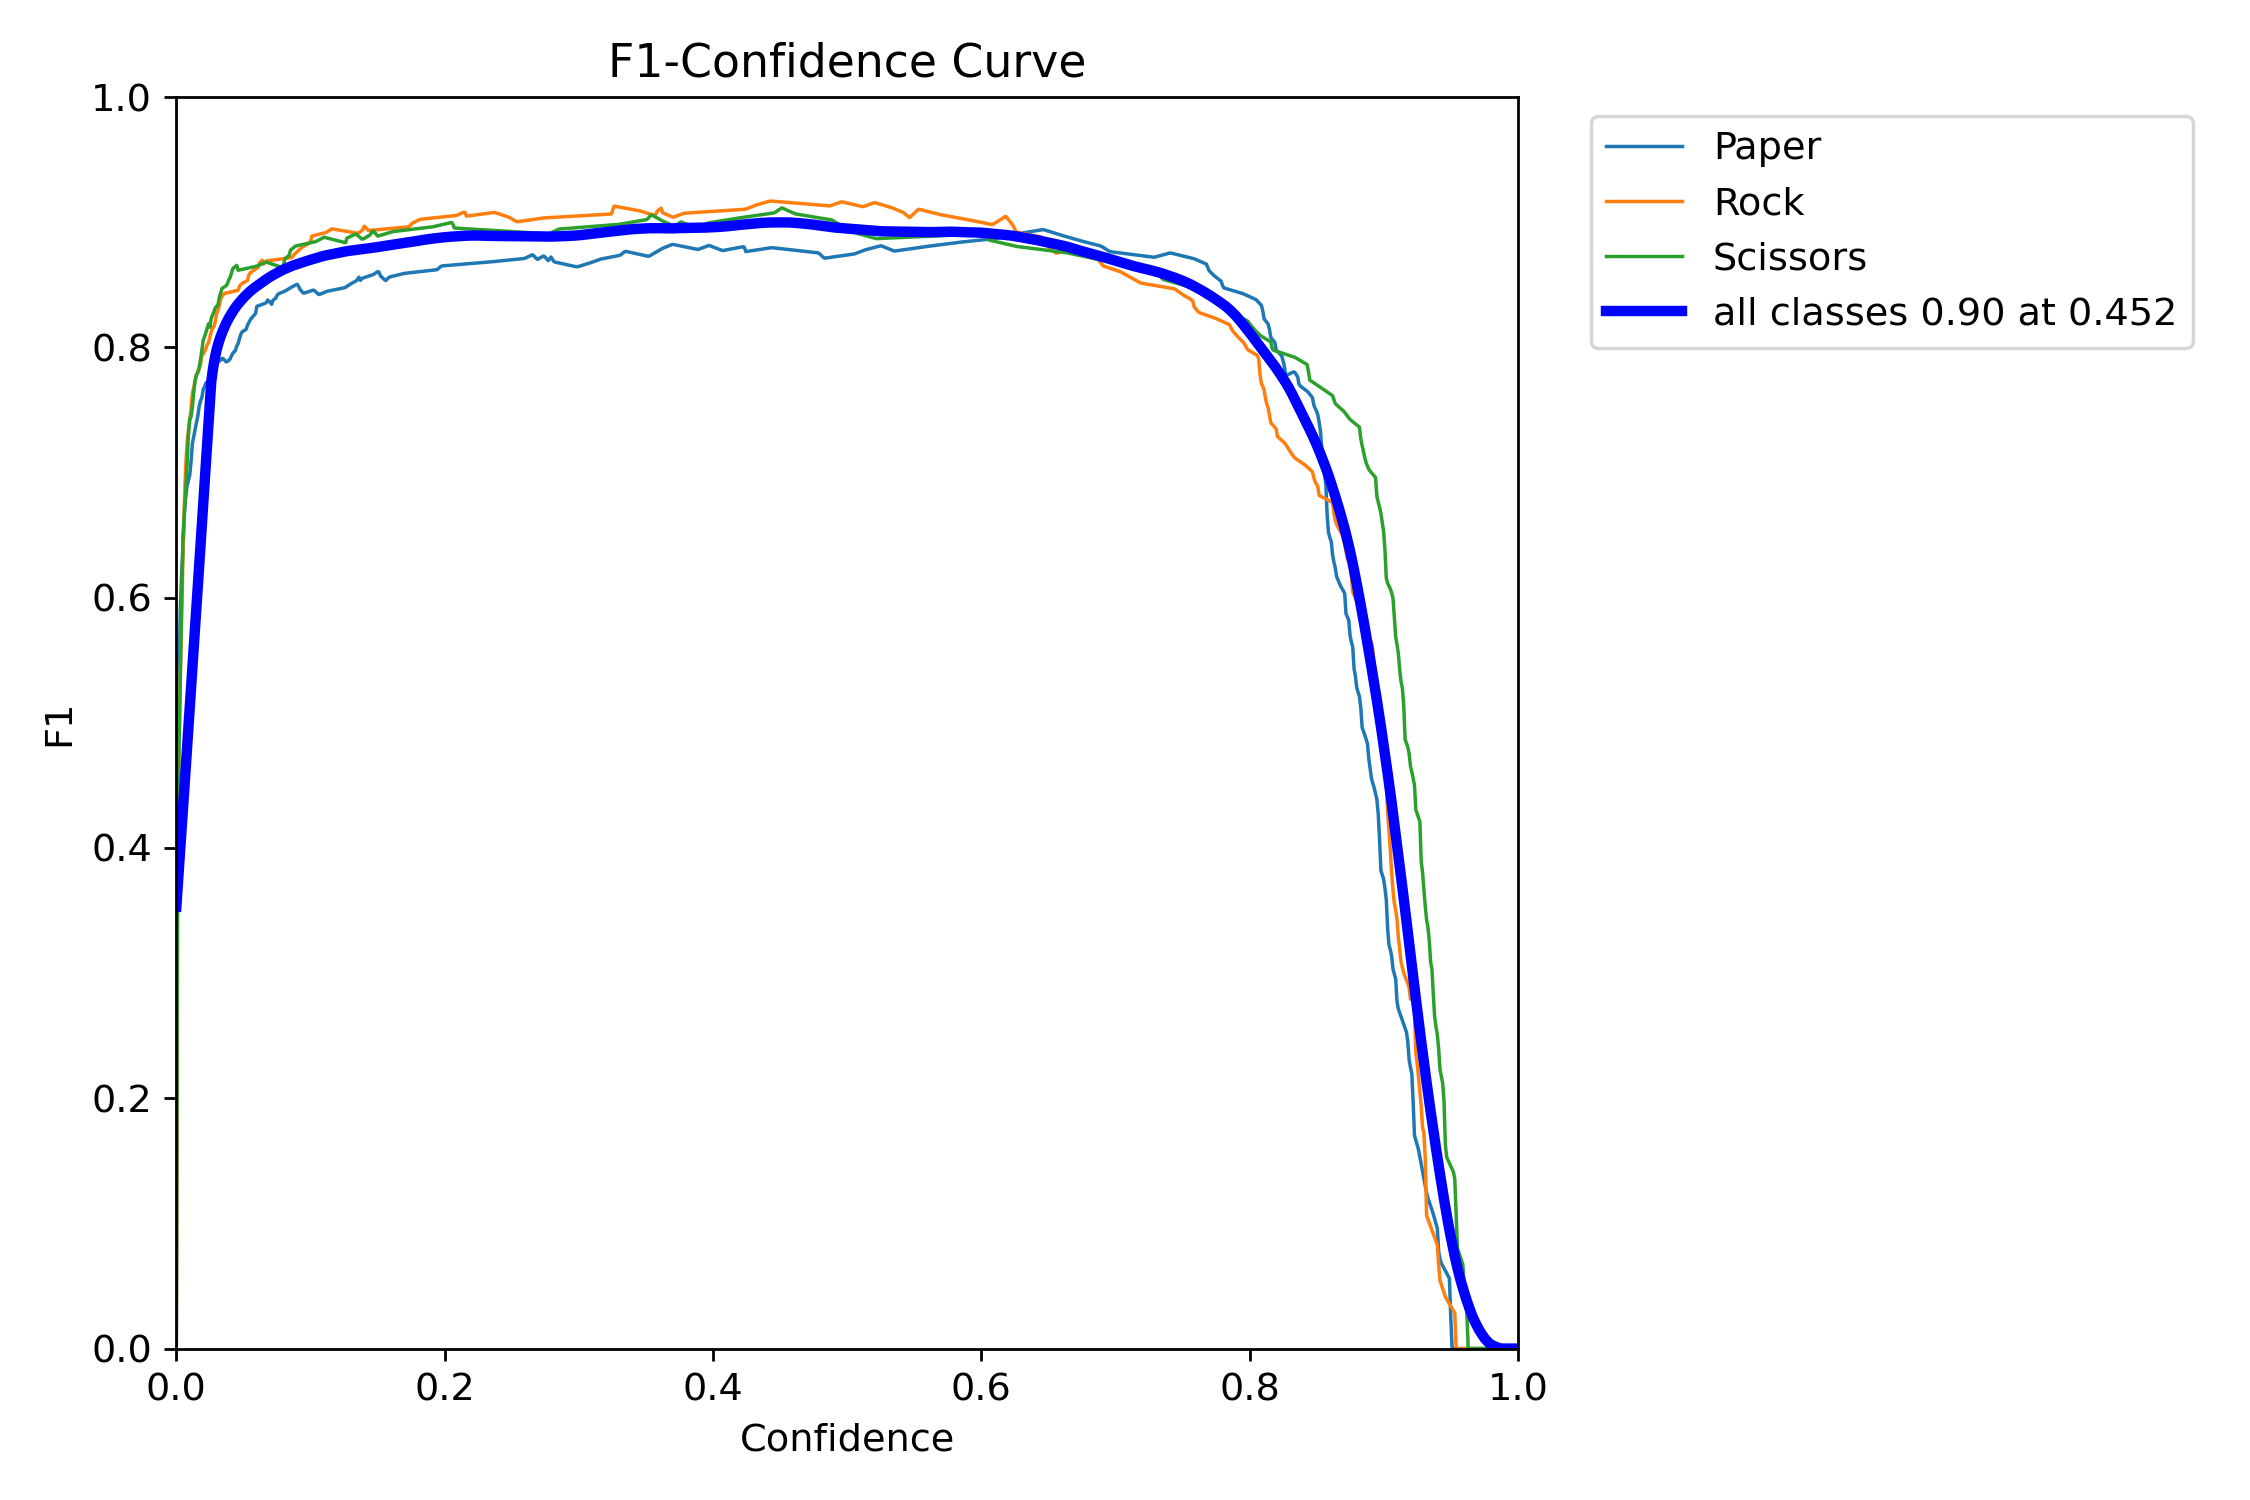 F1-Confidence Curve
1.0
0.8
0.6
0.4
0.2
0.0
F1
0.0 0.2 0.4 0.6 0.8 1.0
Confidence
Paper
Rock
Scissors
all classes 0.90 at 0.452